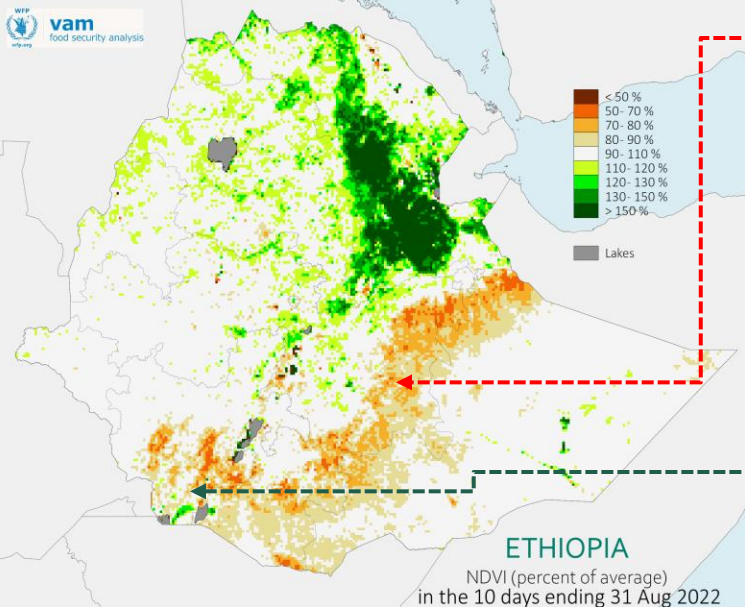 WFP
wfp.org
vam
food security analysis
< 50 %
50- 70 %
70- 80 %
80- 90 %
90- 110 %
110- 120 %
120- 130 %
130- 150 %
> 150 %
Lakes
ETHIOPIA
NDVI (percent of average)
in the 10 days ending 31 Aug 2022